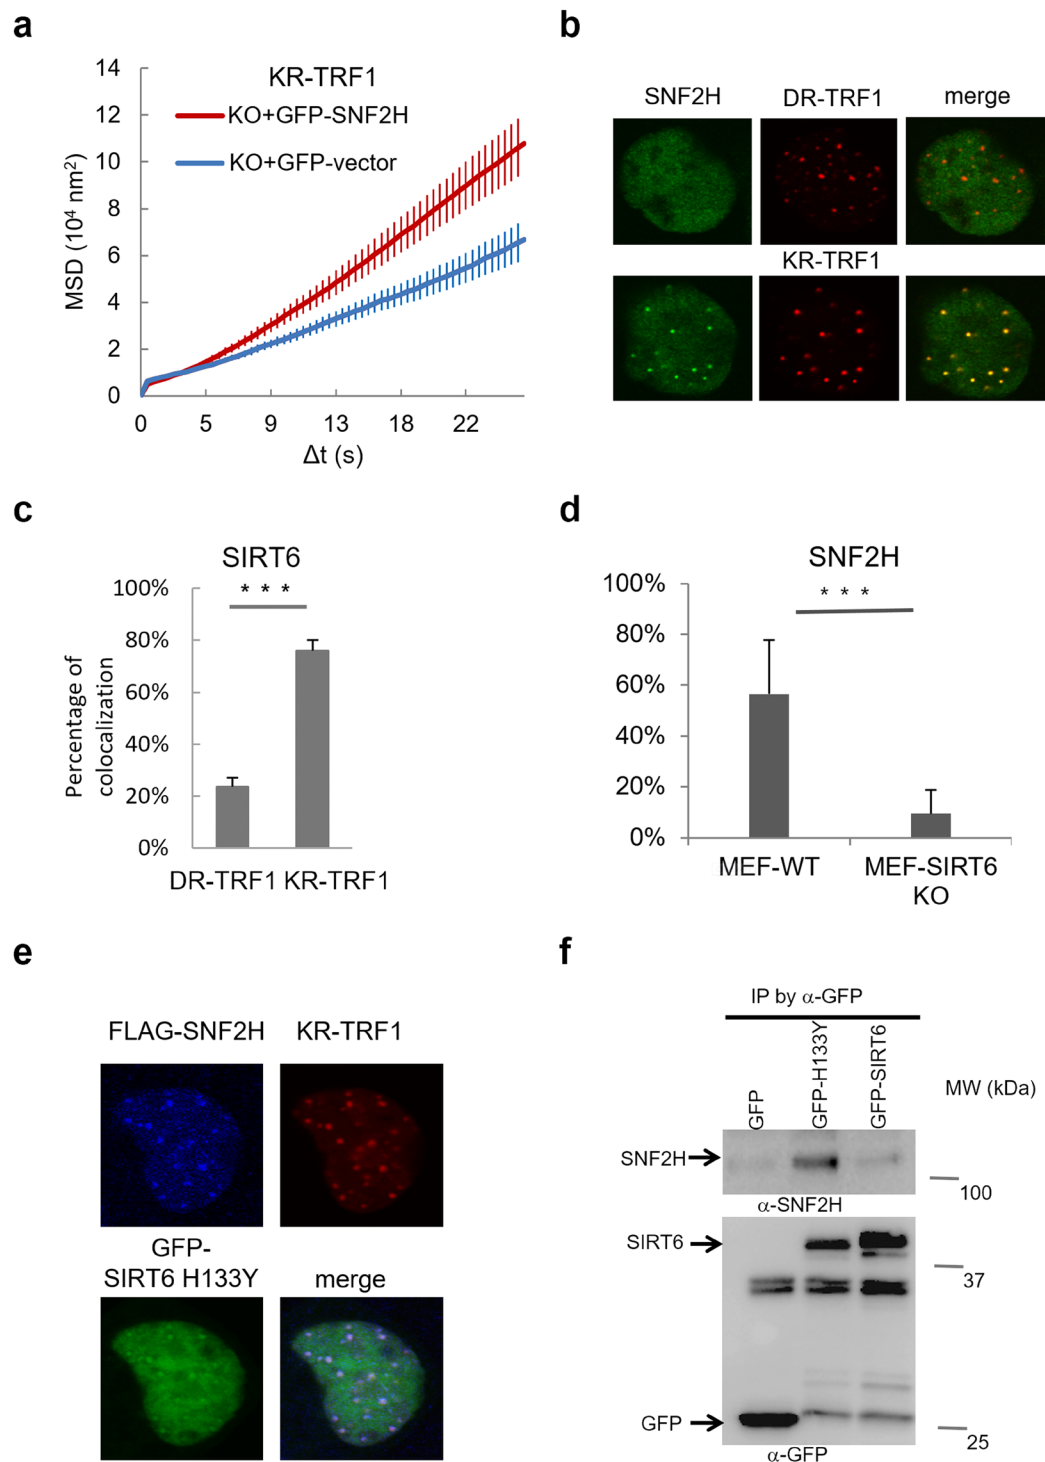 a
KR-TRF1
KO+GFP-SNF2H
KO+GFP-vector
MSD (10⁴ nm²)
14
12
10
8
6
4
2
0
0 5 9 13 18 22
Δt (s)
b
SNF2H DR-TRF1 merge
KR-TRF1
c
SIRT6
* * *
Percentage of
colocalization
100%
80%
60%
40%
20%
0%
DR-TRF1 KR-TRF1
d
SNF2H
* * *
100%
80%
60%
40%
20%
0%
MEF-WT MEF-SIRT6
KO
e
FLAG-SNF2H KR-TRF1
GFP-
SIRT6 H133Y merge
f
IP by α-GFP
GFP
GFP-H133Y
GFP-SIRT6
MW (kDa)
SNF2H
100
α-SNF2H
SIRT6
37
GFP
25
α-GFP